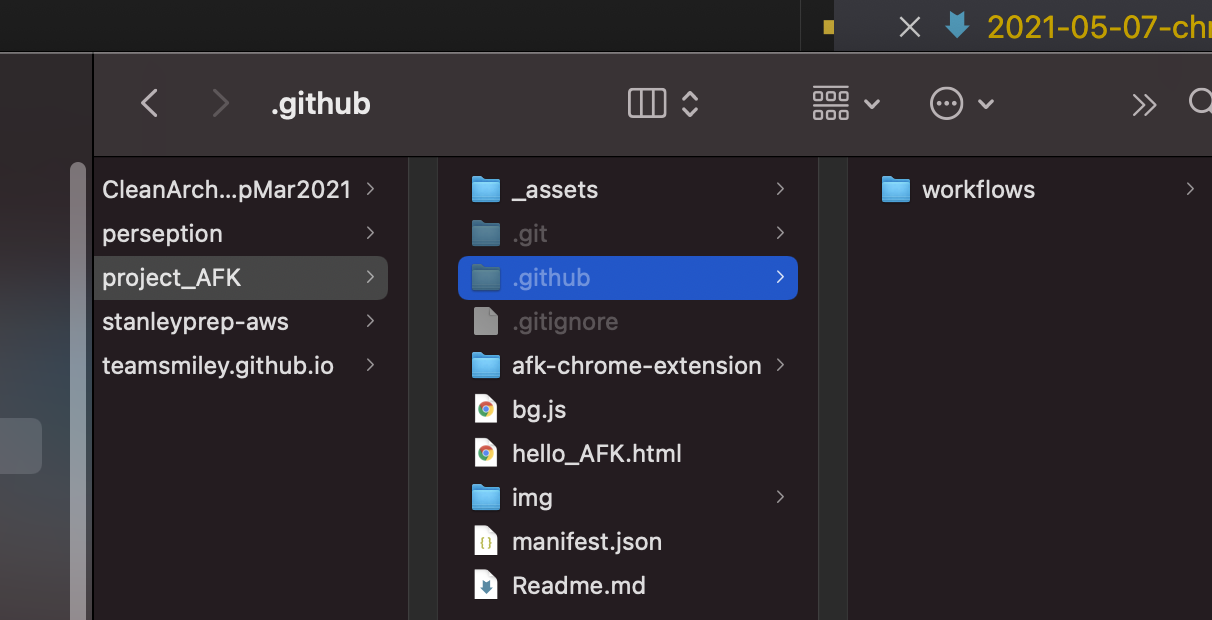 2021-05-07-ch
.github
CleanArch...pMar2021
perseption
project_AFK
stanleyprep-aws
teamsmiley.github.io
_assets
.git
.github
.gitignore
afk-chrome-extension
bg.js
hello_AFK.html
img
manifest.json
Readme.md
workflows